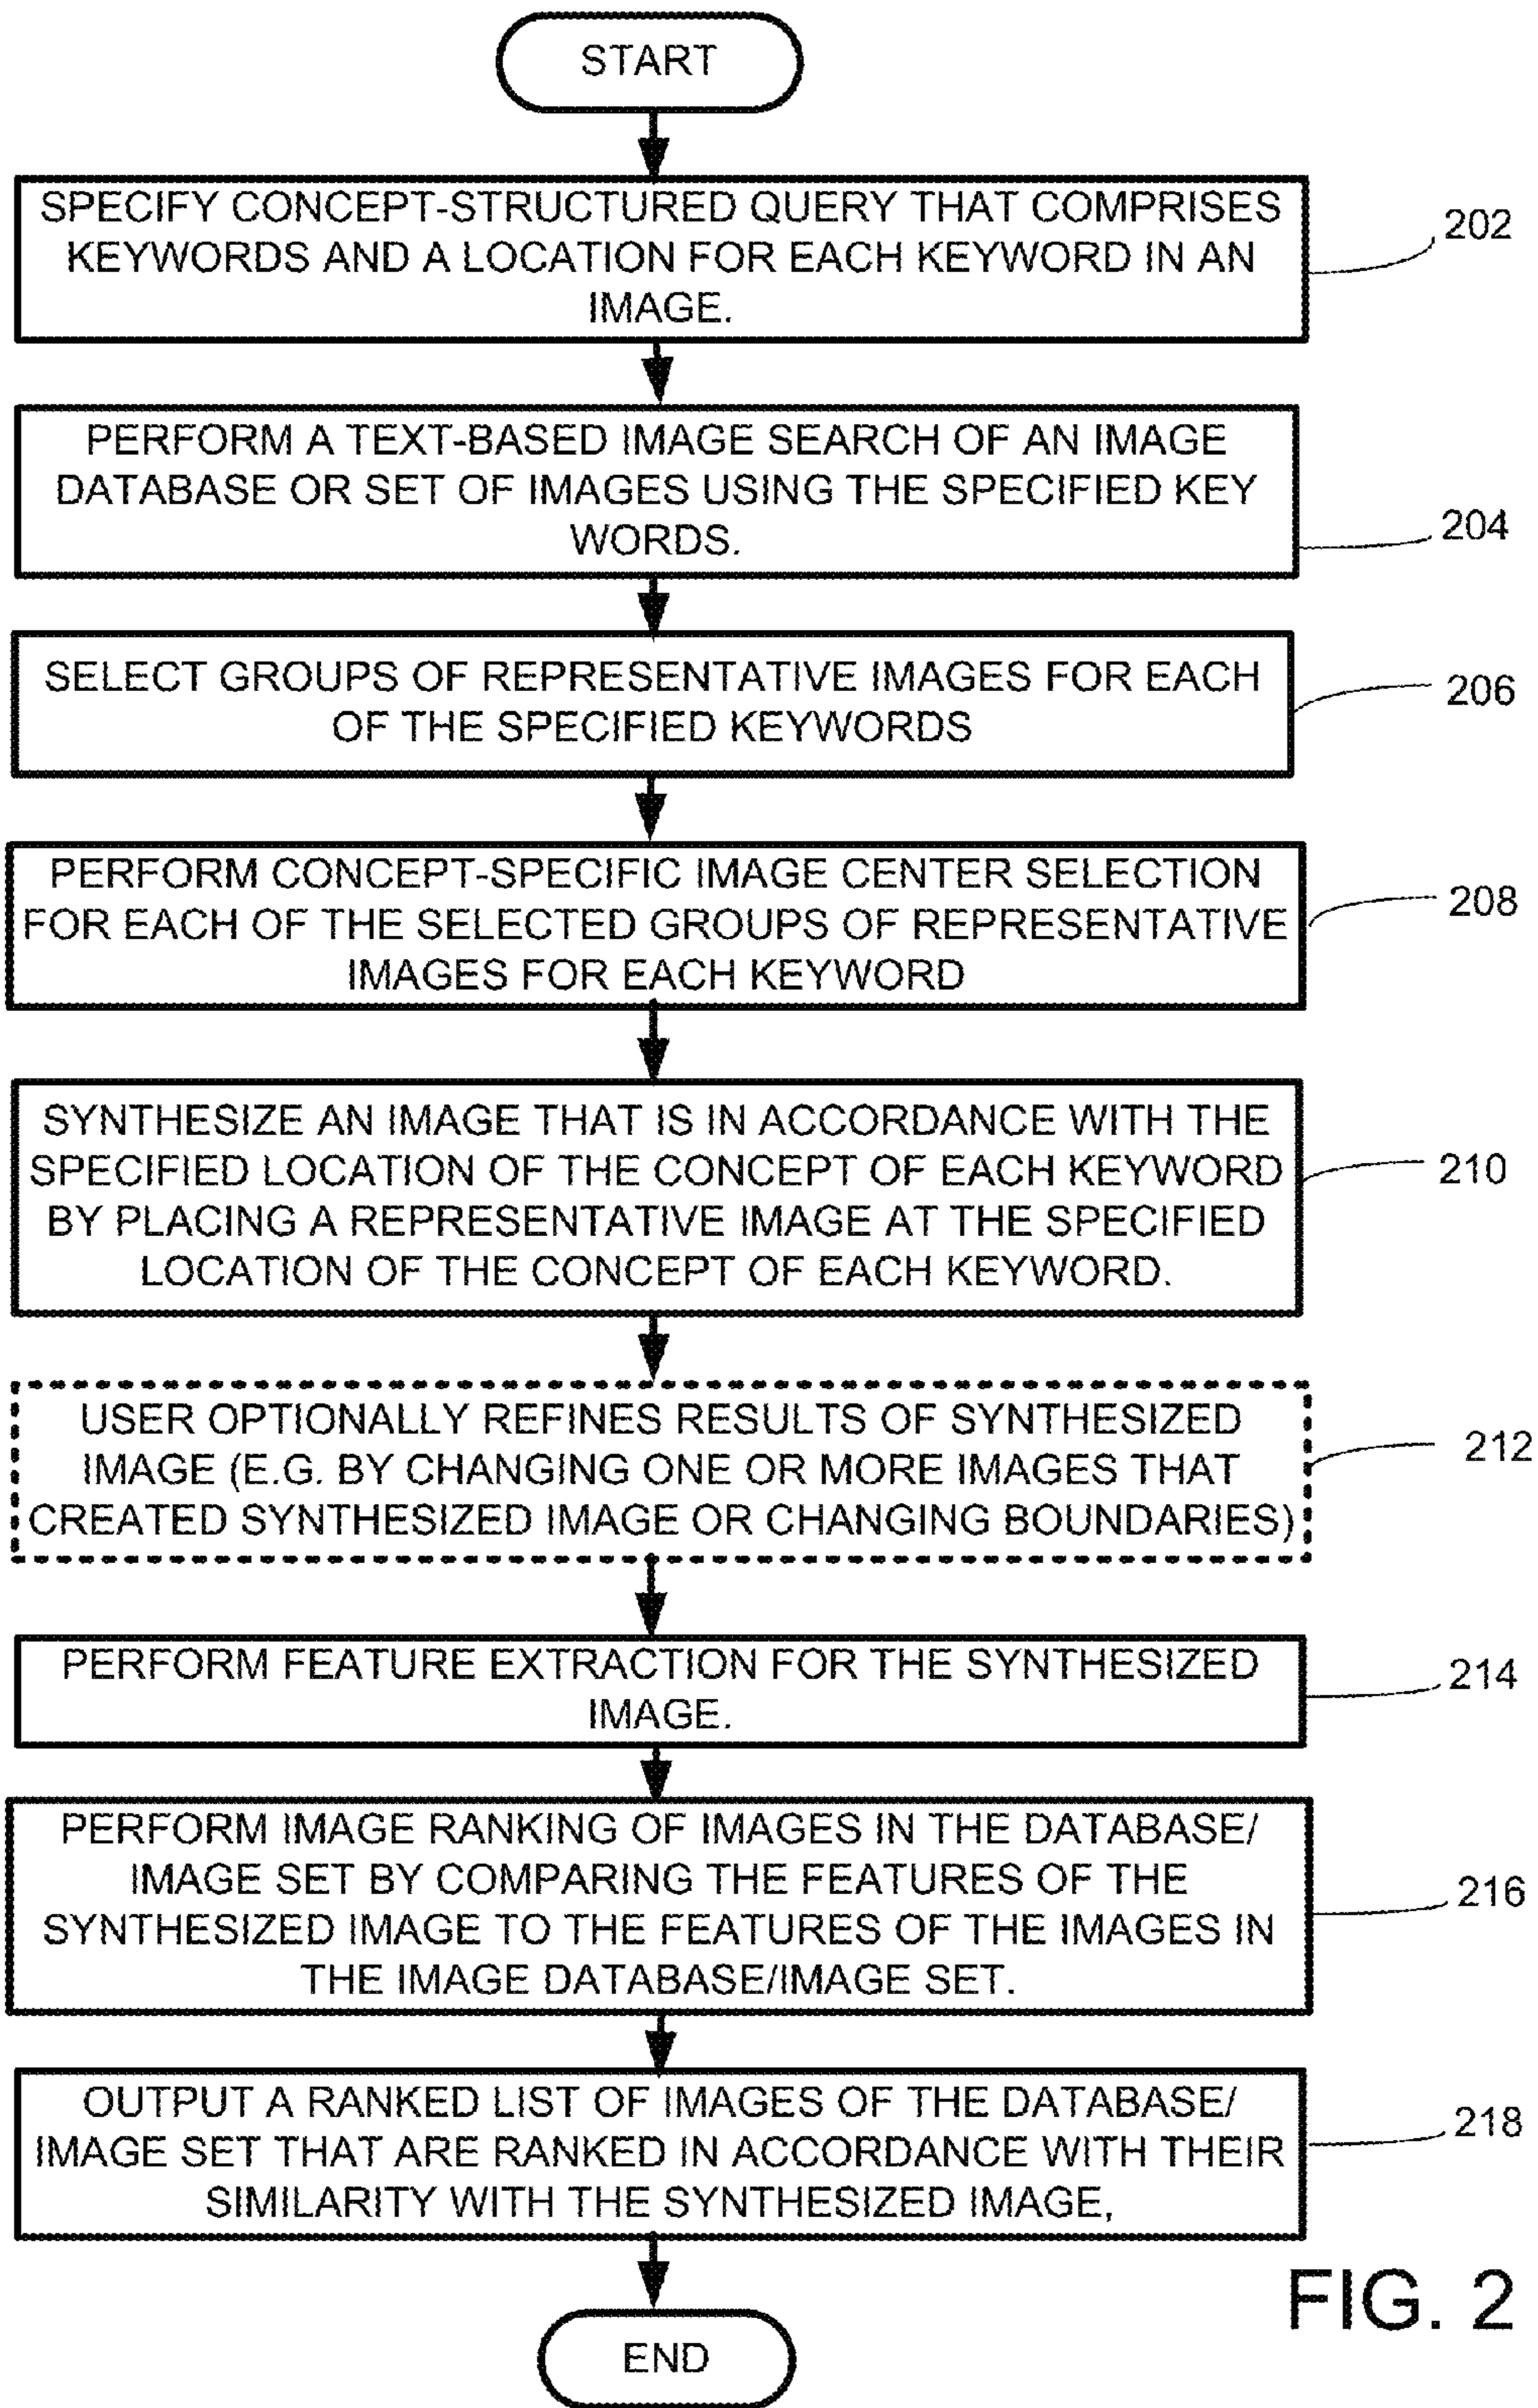 START
SPECIFY CONCEPT-STRUCTURED QUERY THAT COMPRISES
KEYWORDS AND A LOCATION FOR EACH KEYWORD IN AN
IMAGE.
202
PERFORM A TEXT-BASED IMAGE SEARCH OF AN IMAGE
DATABASE OR SET OF IMAGES USING THE SPECIFIED KEY
WORDS.
204
SELECT GROUPS OF REPRESENTATIVE IMAGES FOR EACH
OF THE SPECIFIED KEYWORDS
206
PERFORM CONCEPT-SPECIFIC IMAGE CENTER SELECTION
FOR EACH OF THE SELECTED GROUPS OF REPRESENTATIVE
IMAGES FOR EACH KEYWORD
208
SYNTHESIZE AN IMAGE THAT IS IN ACCORDANCE WITH THE
SPECIFIED LOCATION OF THE CONCEPT OF EACH KEYWORD
BY PLACING A REPRESENTATIVE IMAGE AT THE SPECIFIED
LOCATION OF THE CONCEPT OF EACH KEYWORD.
210
USER OPTIONALLY REFINES RESULTS OF SYNTHESIZED
IMAGE (E.G. BY CHANGING ONE OR MORE IMAGES THAT
CREATED SYNTHESIZED IMAGE OR CHANGING BOUNDARIES)
212
PERFORM FEATURE EXTRACTION FOR THE SYNTHESIZED
IMAGE.
214
PERFORM IMAGE RANKING OF IMAGES IN THE DATABASE/
IMAGE SET BY COMPARING THE FEATURES OF THE
SYNTHESIZED IMAGE TO THE FEATURES OF THE IMAGES IN
THE IMAGE DATABASE/IMAGE SET.
216
OUTPUT A RANKED LIST OF IMAGES OF THE DATABASE/
IMAGE SET THAT ARE RANKED IN ACCORDANCE WITH THEIR
SIMILARITY WITH THE SYNTHESIZED IMAGE,
218
END
FIG. 2